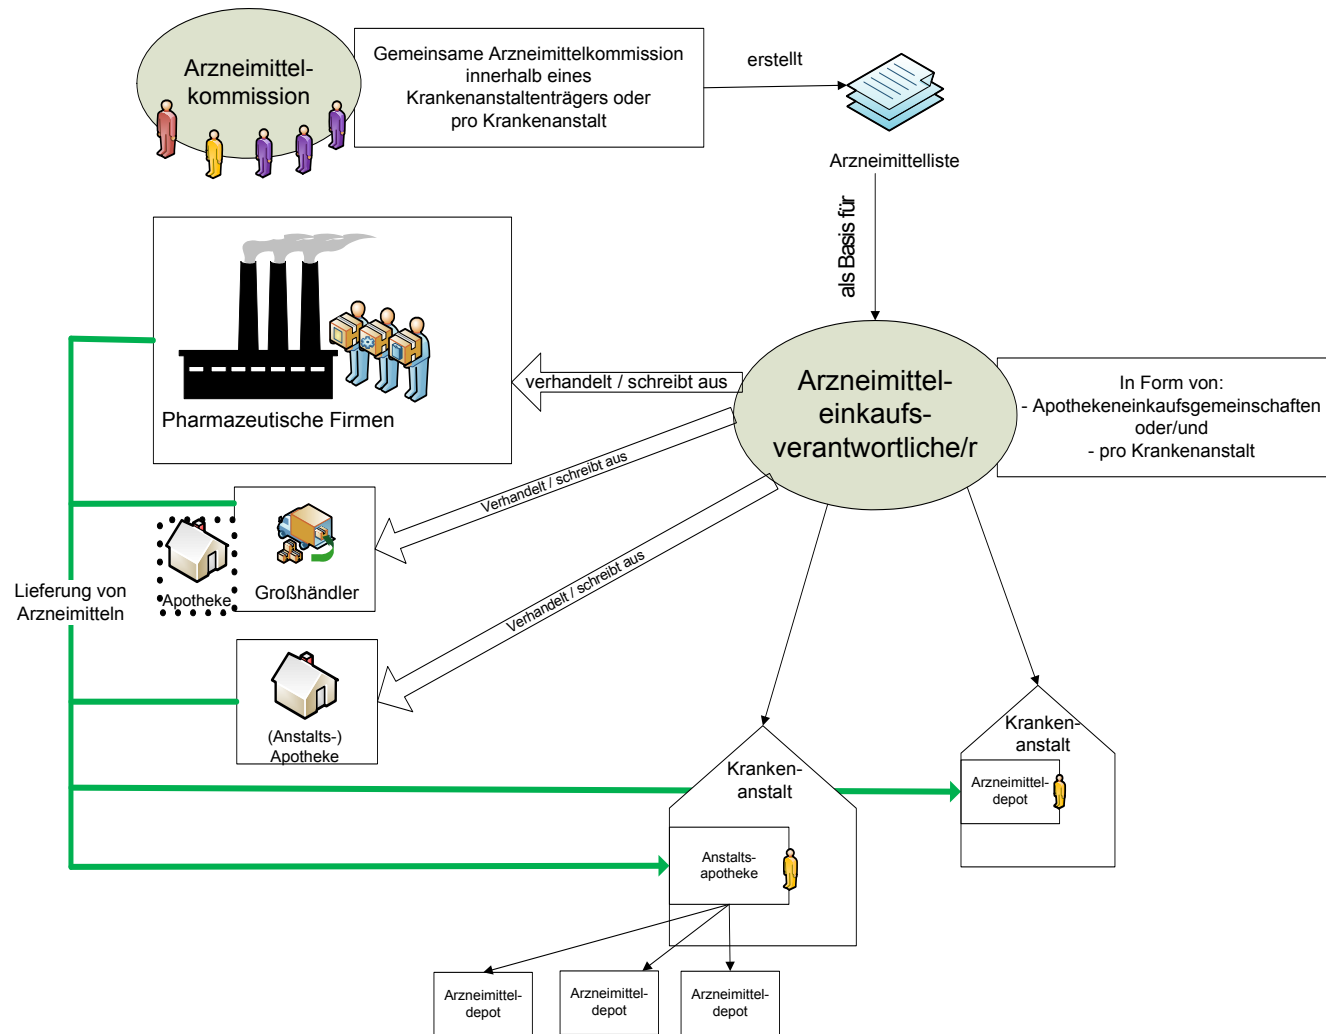 Arzneimittel-
kommission
Gemeinsame Arzneimittelkommission
innerhalb eines
Krankenanstaltenträgers oder
pro Krankenanstalt
erstellt
Arzneimittelliste
als Basis für
Pharmazeutische Firmen
verhandelt / schreibt aus
Arzneimittel-
einkaufs-
verantwortliche/r
In Form von:
- Apothekeneinkaufsgemeinschaften
oder/und
- pro Krankenanstalt
Verhandelt / schreibt aus
Apotheke
Großhändler
Lieferung von
Arzneimitteln
Verhandelt / schreibt aus
(Anstalts-)
Apotheke
Kranken-
anstalt
Arzneimittel-
depot
Kranken-
anstalt
Anstalts-
apotheke
Arzneimittel-
depot
Arzneimittel-
depot
Arzneimittel-
depot